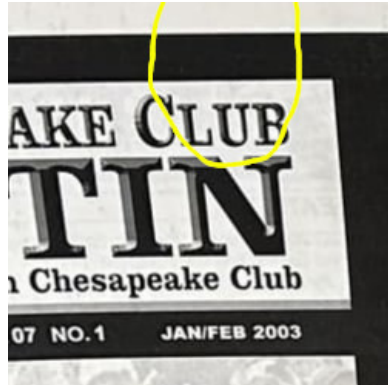 AKE CLUB
TIN
n Chesapeake Club
07 NO. 1 JAN/FEB 2003